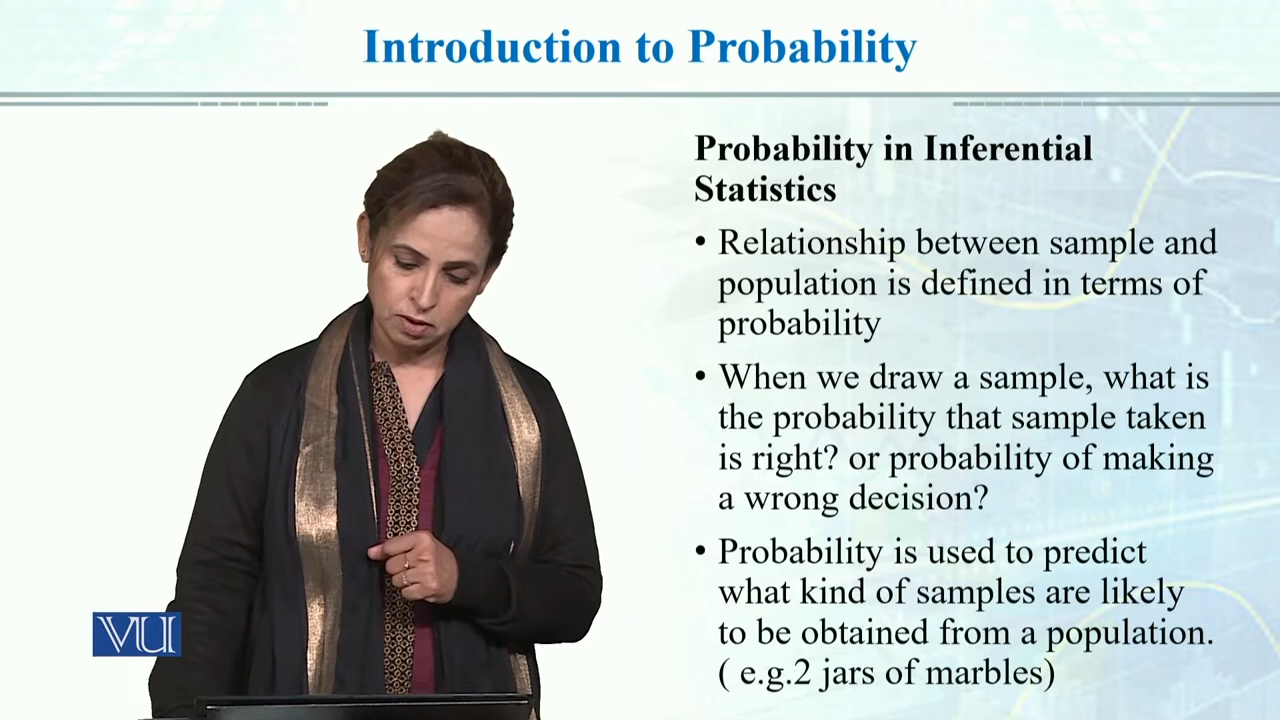 Introduction to Probability
Probability in Inferential
Statistics
• Relationship between sample and
population is defined in terms of
probability
• When we draw a sample, what is
the probability that sample taken
is right? or probability of making
a wrong decision?
• Probability is used to predict
what kind of samples are likely
to be obtained from a population.
( e.g.2 jars of marbles)
VU